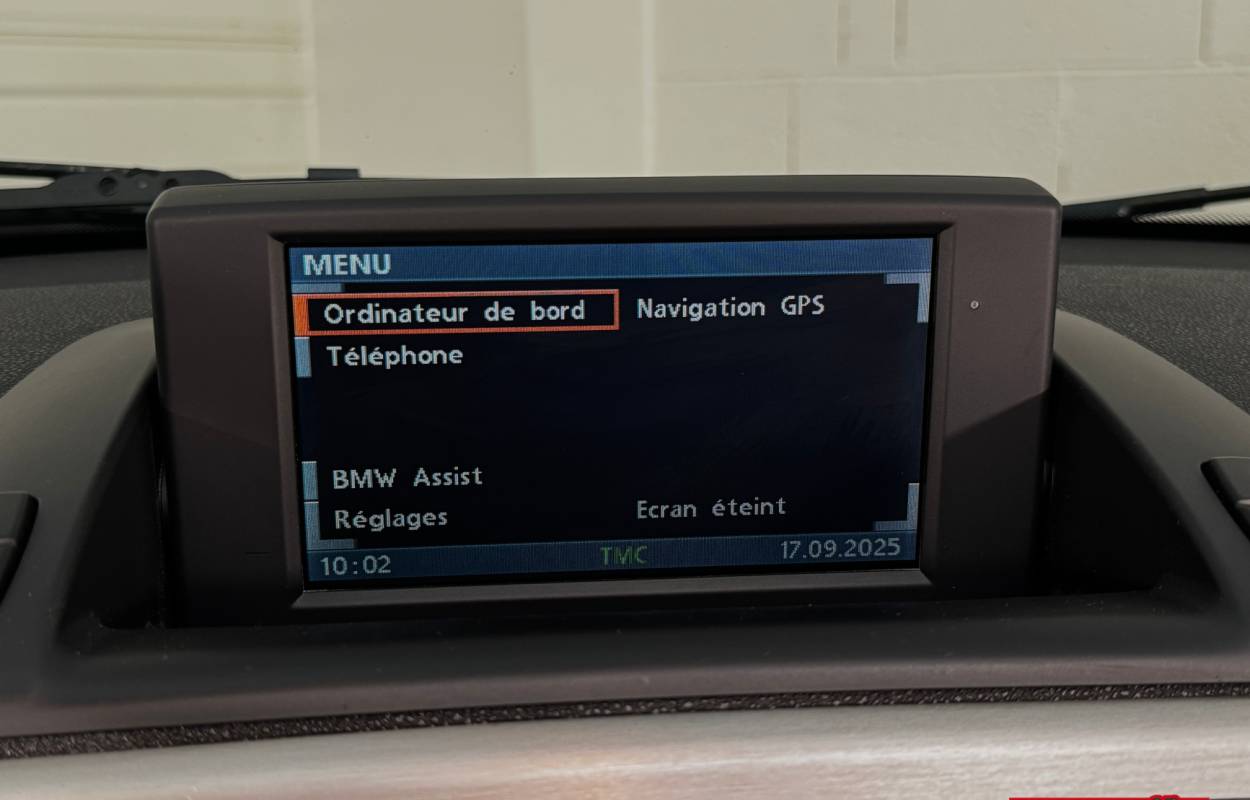 MENU
Ordinateur de bord
Navigation GPS
Téléphone
BMW Assist
Réglages
Ecran éteint
10:02
TMC
17.09.2025